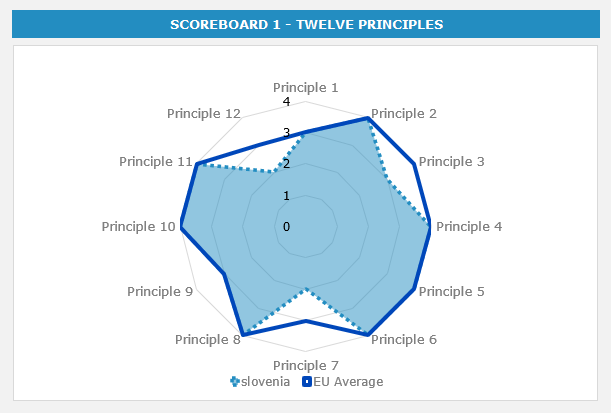 SCOREBOARD 1 - TWELVE PRINCIPLES
Principle 1
Principle 12
4
Principle 2
3
Principle 11
Principle 3
2
1
Principle 10
0
Principle 4
Principle 9
Principle 5
Principle 8
Principle 6
Principle 7
slovenia
EU Average